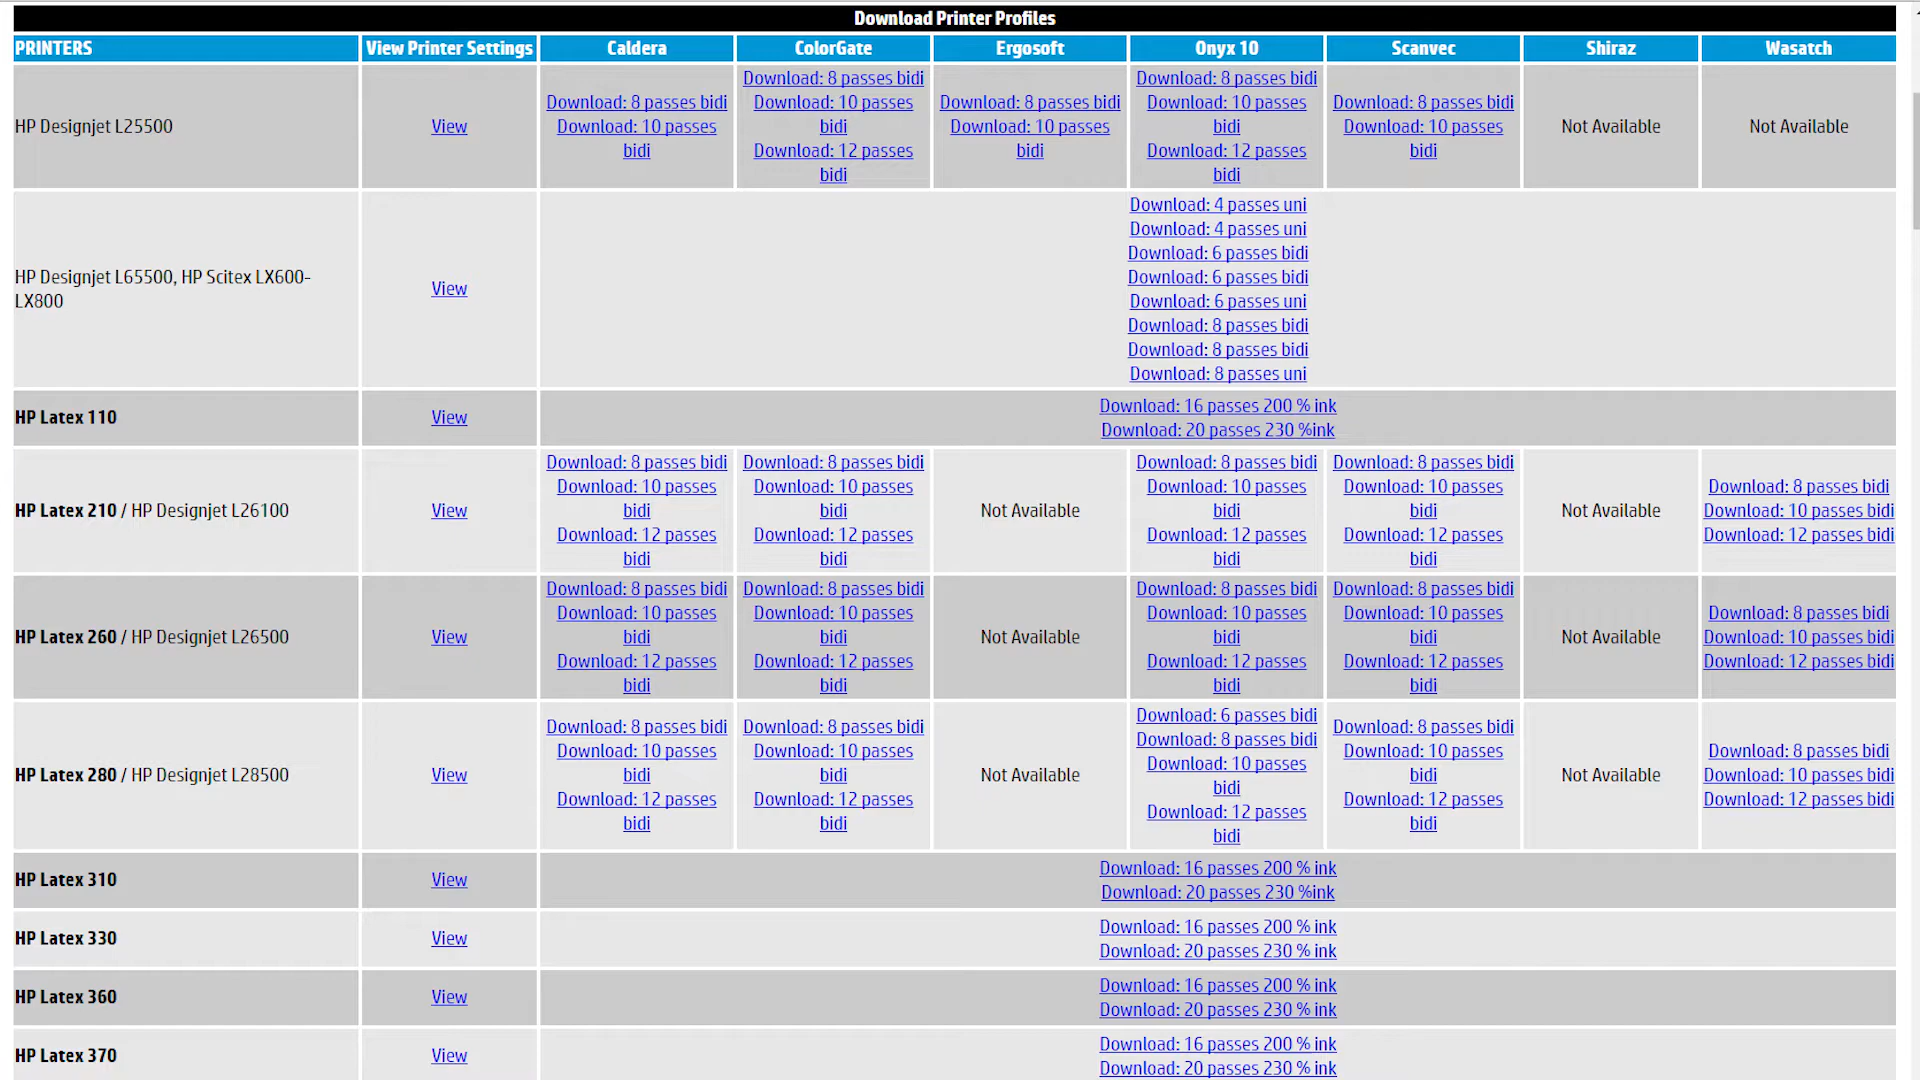 Download Printer Profiles
PRINTERS View Printer Settings Caldera ColorGate Ergosoft Onyx 10 Scanvec Shiraz Wasatch
HP Designjet L25500
View
Download: 8 passes bidi
Download: 10 passes
bidi
Download: 8 passes bidi
Download: 10 passes
bidi
Download: 12 passes
bidi
Download: 8 passes bidi
Download: 10 passes
bidi
Download: 8 passes bidi
Download: 10 passes
bidi
Download: 12 passes
bidi
Download: 8 passes bidi
Download: 10 passes
bidi
Not Available
Not Available
HP Designjet L65500, HP Scitex LX600-
LX800
View
Download: 4 passes uni
Download: 4 passes uni
Download: 6 passes bidi
Download: 6 passes bidi
Download: 6 passes uni
Download: 8 passes bidi
Download: 8 passes bidi
Download: 8 passes uni
HP Latex 110
View
Download: 16 passes 200 % ink
Download: 20 passes 230 %ink
HP Latex 210 / HP Designjet L26100
View
Download: 8 passes bidi
Download: 10 passes
bidi
Download: 12 passes
bidi
Download: 8 passes bidi
Download: 10 passes
bidi
Download: 12 passes
bidi
Not Available
Download: 8 passes bidi
Download: 10 passes
bidi
Download: 12 passes
bidi
Download: 8 passes bidi
Download: 10 passes
bidi
Download: 12 passes
bidi
Not Available
Download: 8 passes bidi
Download: 10 passes bidi
Download: 12 passes bidi
HP Latex 260 / HP Designjet L26500
View
Download: 8 passes bidi
Download: 10 passes
bidi
Download: 12 passes
bidi
Download: 8 passes bidi
Download: 10 passes
bidi
Download: 12 passes
bidi
Not Available
Download: 8 passes bidi
Download: 10 passes
bidi
Download: 12 passes
bidi
Download: 8 passes bidi
Download: 10 passes
bidi
Download: 12 passes
bidi
Not Available
Download: 8 passes bidi
Download: 10 passes bidi
Download: 12 passes bidi
HP Latex 280 / HP Designjet L28500
View
Download: 8 passes bidi
Download: 10 passes
bidi
Download: 12 passes
bidi
Download: 8 passes bidi
Download: 10 passes
bidi
Download: 12 passes
bidi
Not Available
Download: 6 passes bidi
Download: 8 passes bidi
Download: 10 passes
bidi
Download: 12 passes
bidi
Download: 8 passes bidi
Download: 10 passes
bidi
Download: 12 passes
bidi
Not Available
Download: 8 passes bidi
Download: 10 passes bidi
Download: 12 passes bidi
HP Latex 310
View
Download: 16 passes 200 % ink
Download: 20 passes 230 %ink
HP Latex 330
View
Download: 16 passes 200 % ink
Download: 20 passes 230 % ink
HP Latex 360
View
Download: 16 passes 200 % ink
Download: 20 passes 230 % ink
HP Latex 370
View
Download: 16 passes 200 % ink
Download: 20 passes 230 % ink